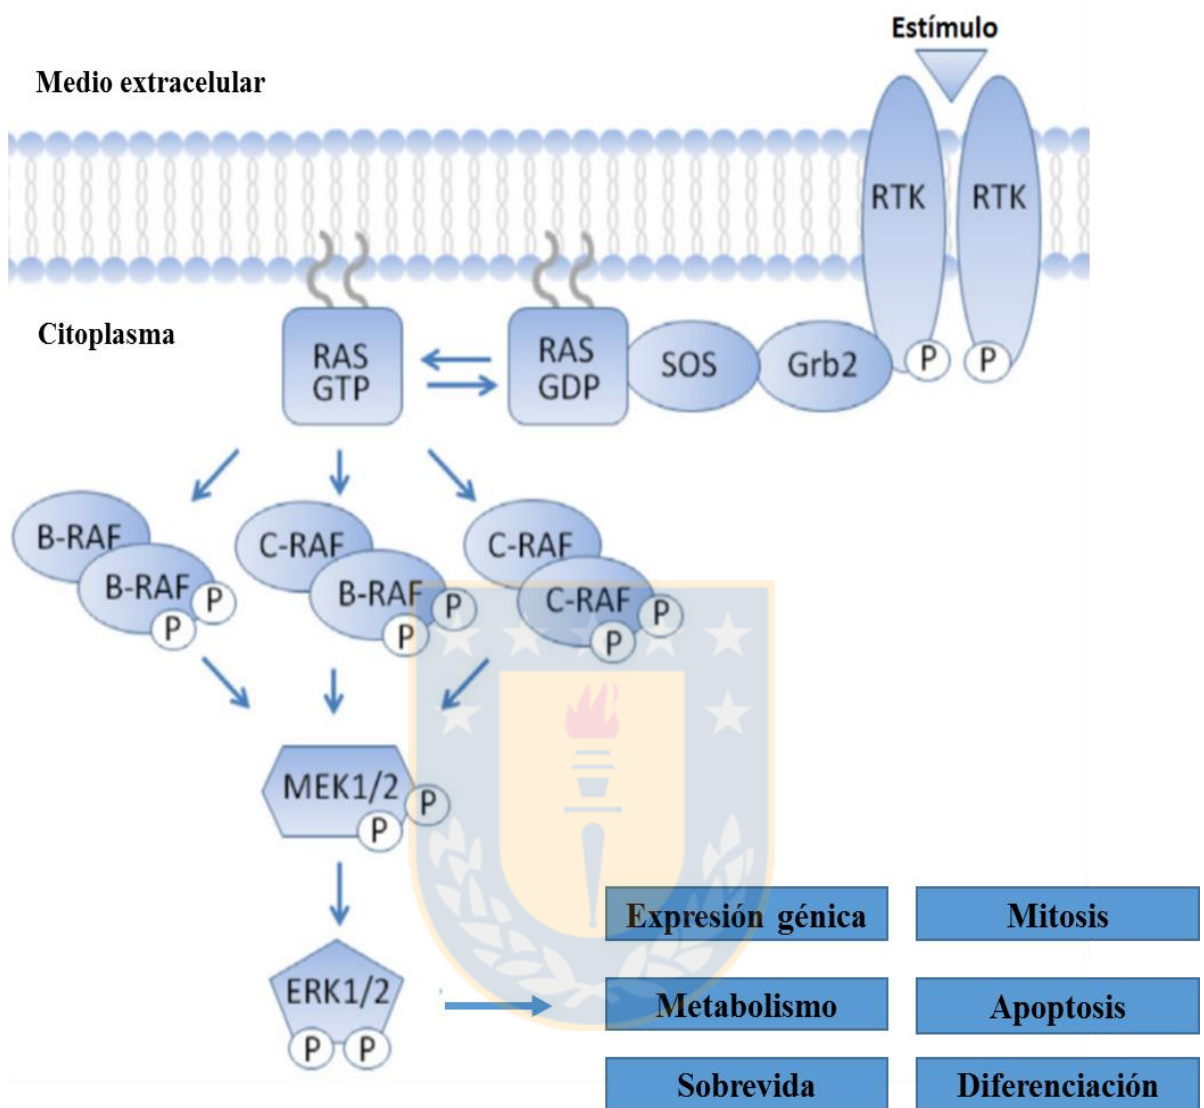 Estímulo
Medio extracelular
RTK
RTK
Citoplasma
RAS
GTP
RAS
GDP
SOS
Grb2
P
P
B-RAF
B-RAF
P
P
C-RAF
B-RAF
P
P
C-RAF
C-RAF
P
P
MEK1/2
P
P
ERK1/2
P
P
Expresión génica
Mitosis
Metabolismo
Apoptosis
Sobrevida
Diferenciación